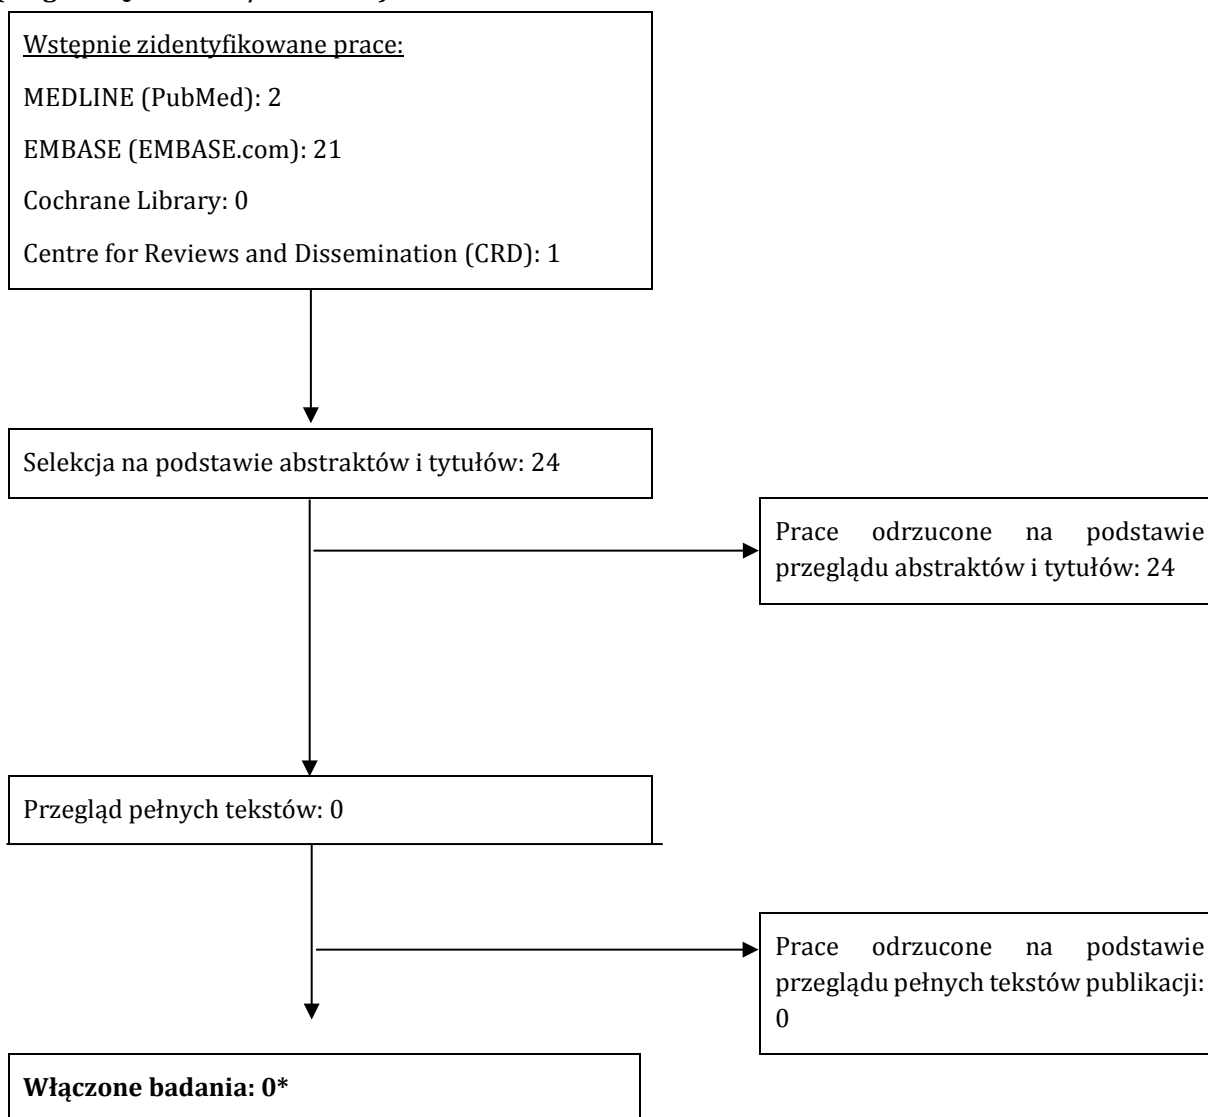 Wstępnie zidentyfikowane prace:
MEDLINE (PubMed): 2
EMBASE (EMBASE.com): 21
Cochrane Library: 0
Centre for Reviews and Dissemination (CRD): 1
Selekcja na podstawie abstraktów i tytułów: 24
Prace odrzucone na podstawie
przeglądu abstraktów i tytułów: 24
Przegląd pełnych tekstów: 0
Prace odrzucone na podstawie
przeglądu pełnych tekstów publikacji:
0
Włączone badania: 0*